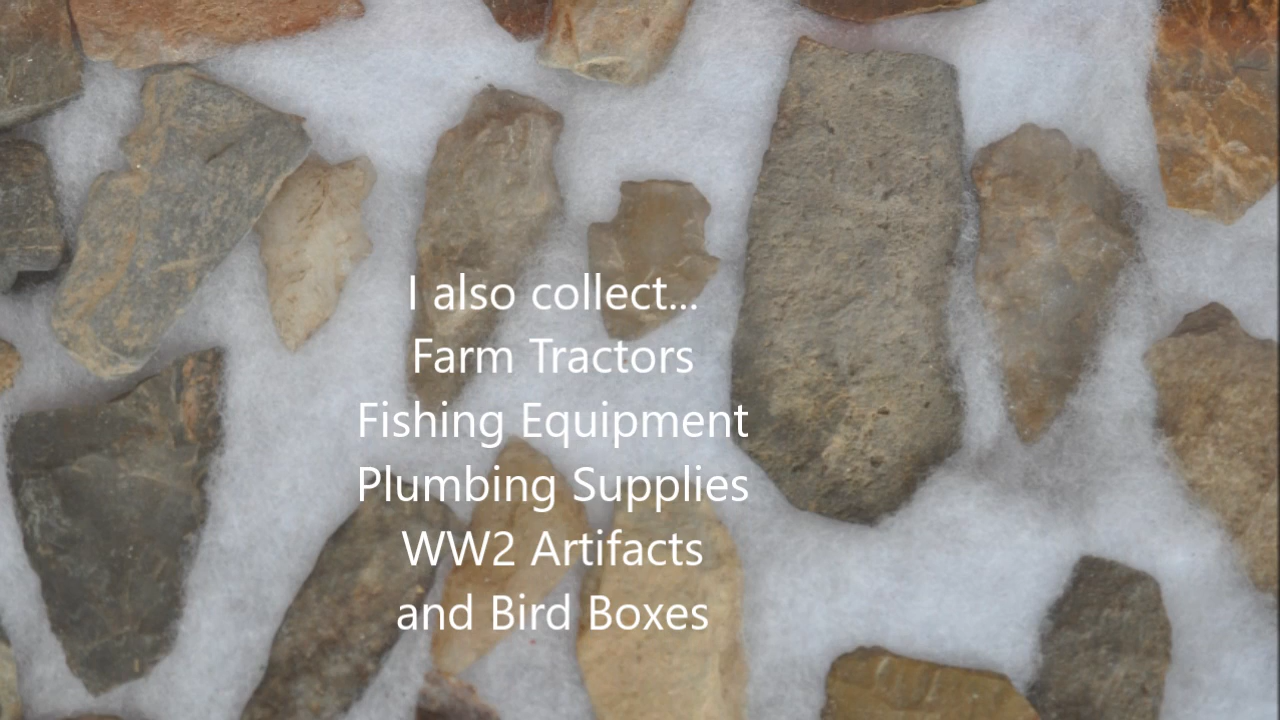 I also collect...
Farm Tractors
Fishing Equipment
Plumbing Supplies
WW2 Artifacts
and Bird Boxes